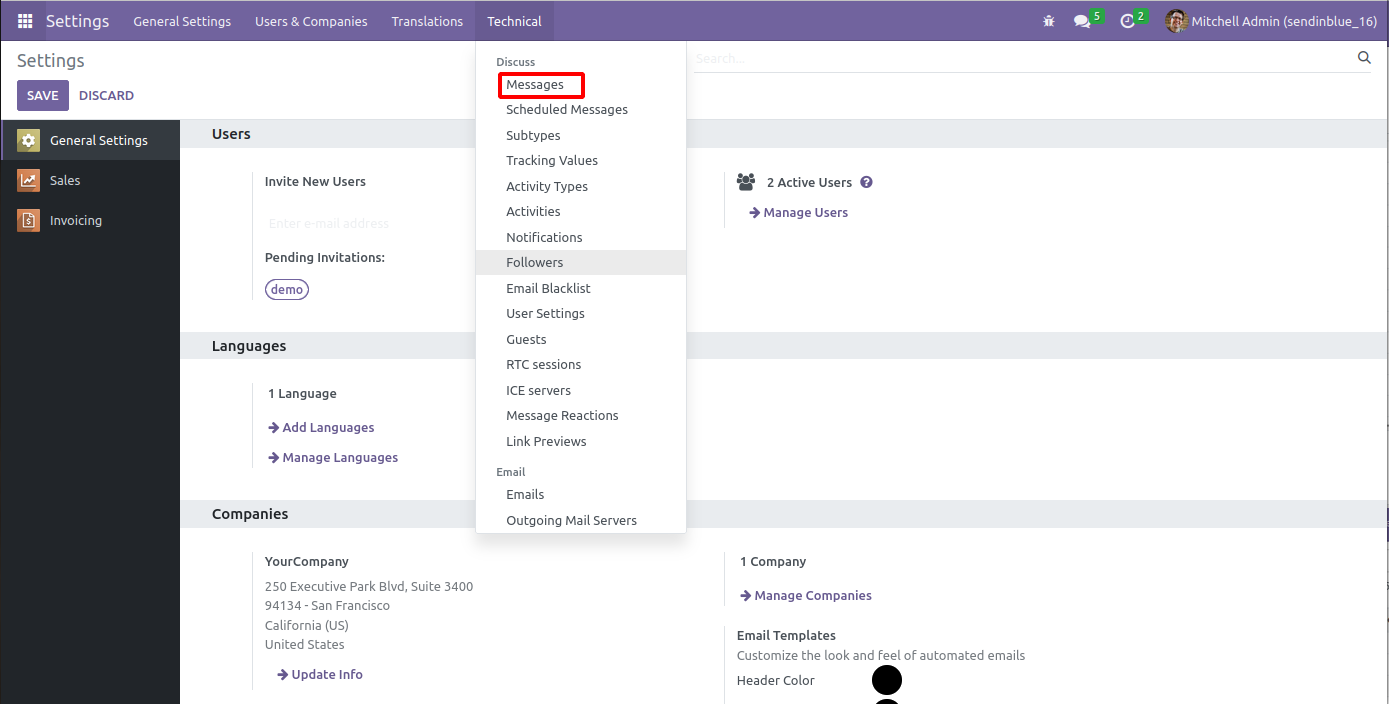 Settings General Settings Users & Companies Translations Technical 5 2 Mitchell Admin (sendinblue_16)
Settings
Search...
SAVE DISCARD
General Settings
Sales
Invoicing
Discuss
Messages
Scheduled Messages
Subtypes
Tracking Values
Activity Types
Activities
Notifications
Followers
Email Blacklist
User Settings
Guests
RTC sessions
ICE servers
Message Reactions
Link Previews
Email
Emails
Outgoing Mail Servers
Users
Invite New Users
Enter e-mail address
Pending Invitations:
demo
2 Active Users ?
Manage Users
Languages
1 Language
Add Languages
Manage Languages
Companies
YourCompany
250 Executive Park Blvd, Suite 3400
94134 - San Francisco
California (US)
United States
Update Info
1 Company
Manage Companies
Email Templates
Customize the look and feel of automated emails
Header Color